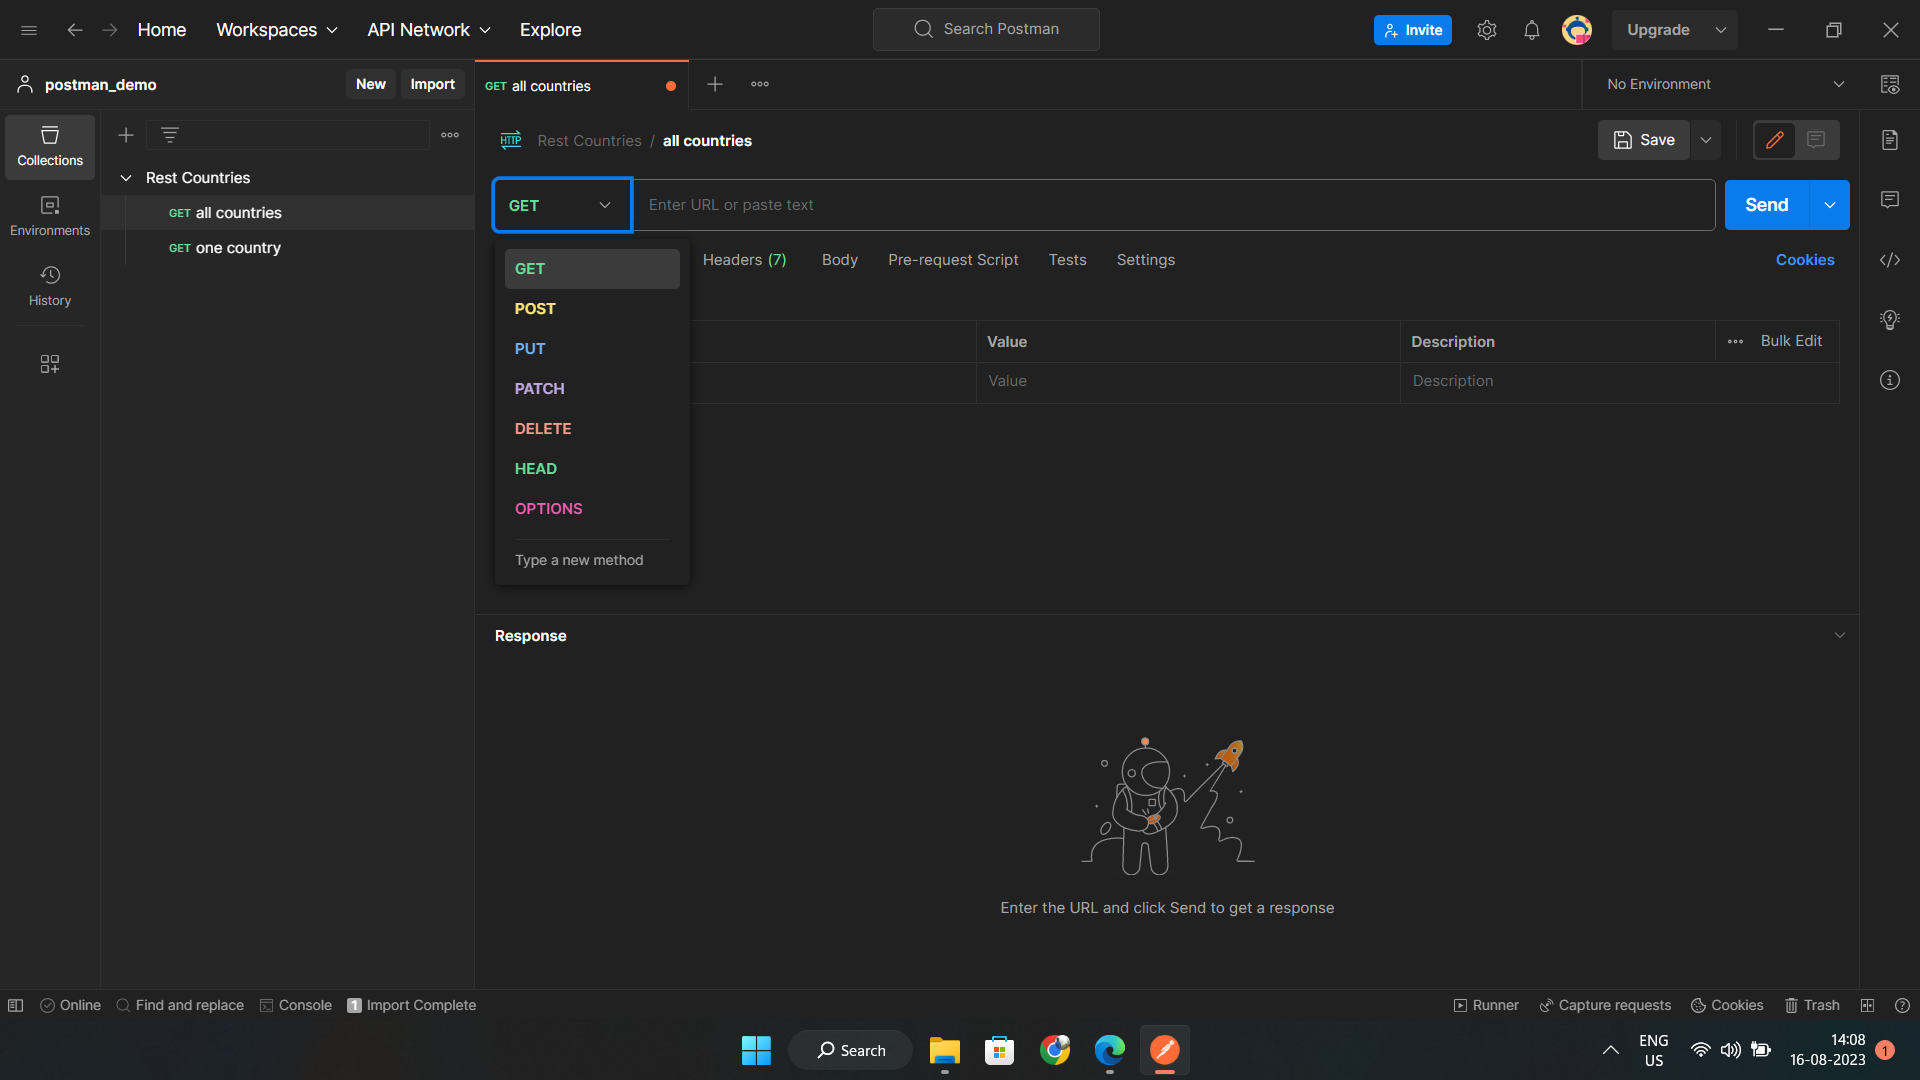 Home Workspaces API Network Explore Search Postman Invite Upgrade
postman_demo New Import GET all countries No Environment
Collections
Environments
History
Rest Countries
GET all countries
GET one country
HTTP Rest Countries / all countries Save
GET Enter URL or paste text Send
Headers (7) Body Pre-request Script Tests Settings Cookies
GET
POST
PUT
PATCH
DELETE
HEAD
OPTIONS
Type a new method
Value Description Bulk Edit
Value Description
Response
Enter the URL and click Send to get a response
Online Find and replace Console 1 Import Complete Runner Capture requests Cookies Trash
Search
ENG
US
14:08
16-08-2023
1